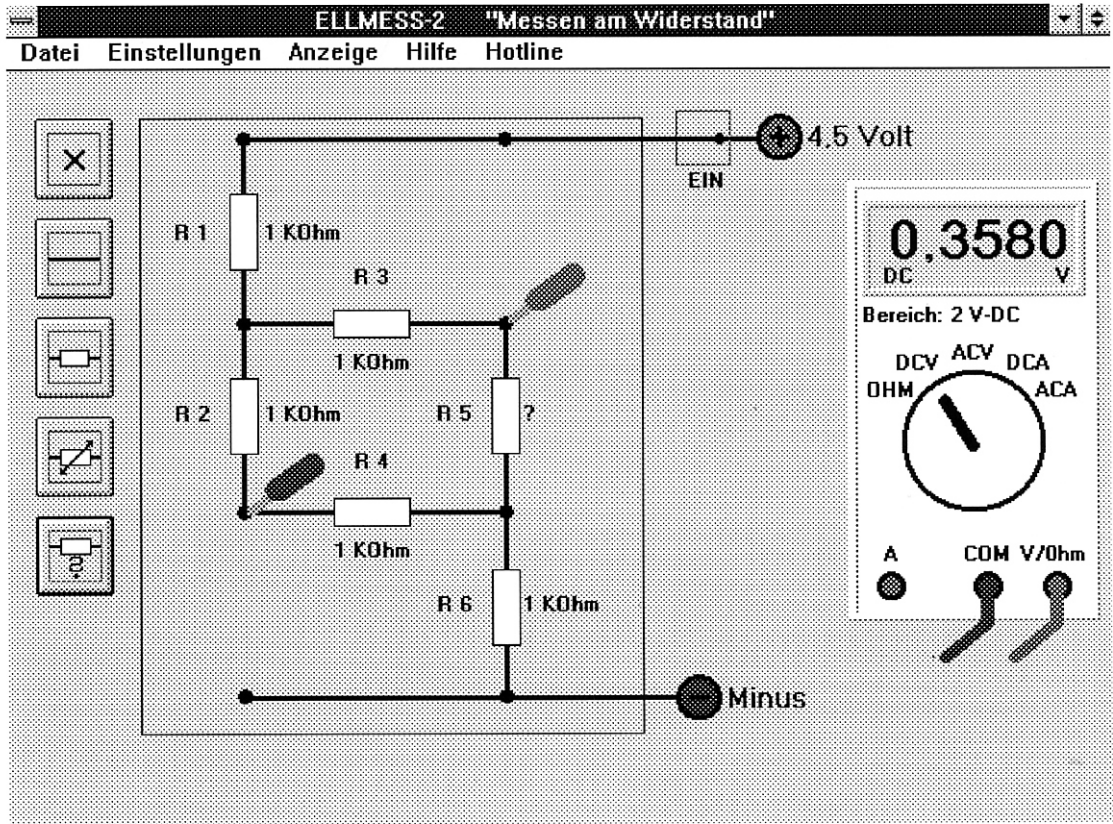 ELLMESS-2 "Messen am Widerstand"
Datei Einstellungen Anzeige Hilfe Hotline
4,5 Volt
EIN
R 1 1 KOhm
R 3
1 KOhm
R 2 1 KOhm
R 5 ?
R 4
1 KOhm
R 6 1 KOhm
Minus
0,3580
DC V
Bereich: 2 V-DC
OHM DCV ACV DCA ACA
A COM V/Ohm
?